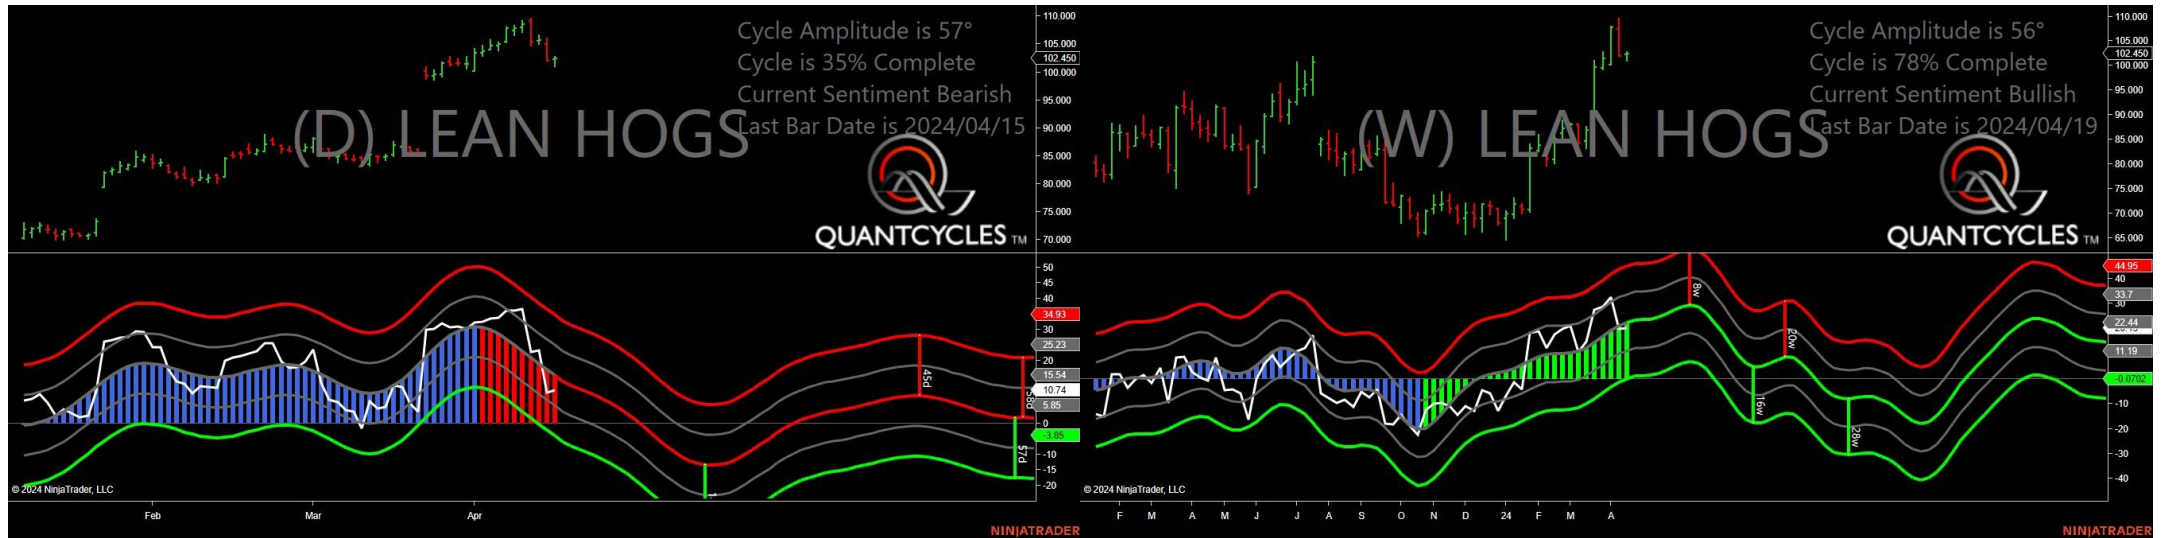 Cycle Amplitude is 57°
Cycle is 35% Complete
Current Sentiment Bearish
Last Bar Date is 2024/04/15
(D) LEAN HOGS
QUANTCYCLES TM
110.000
105.000
102.450
100.000
95.000
90.000
85.000
80.000
75.000
70.000
50
45
40
34.93
30
25.23
20
15.54
10.74
5.85
0
-3.85
-10
-15
-20
45d
58d
57d
© 2024 NinjaTrader, LLC
Feb Mar Apr
NINJATRADER
Cycle Amplitude is 56°
Cycle is 78% Complete
Current Sentiment Bullish
Last Bar Date is 2024/04/19
(W) LEAN HOGS
QUANTCYCLES TM
110.000
105.000
102.450
100.000
95.000
90.000
85.000
80.000
75.000
70.000
65.000
44.95
40
33.7
30
22.44
11.19
-0.0702
-10
-20
-30
-40
8w
20w
16w
28w
© 2024 NinjaTrader, LLC
F M A M J J A S O N D 24 F M A
NINJATRADER